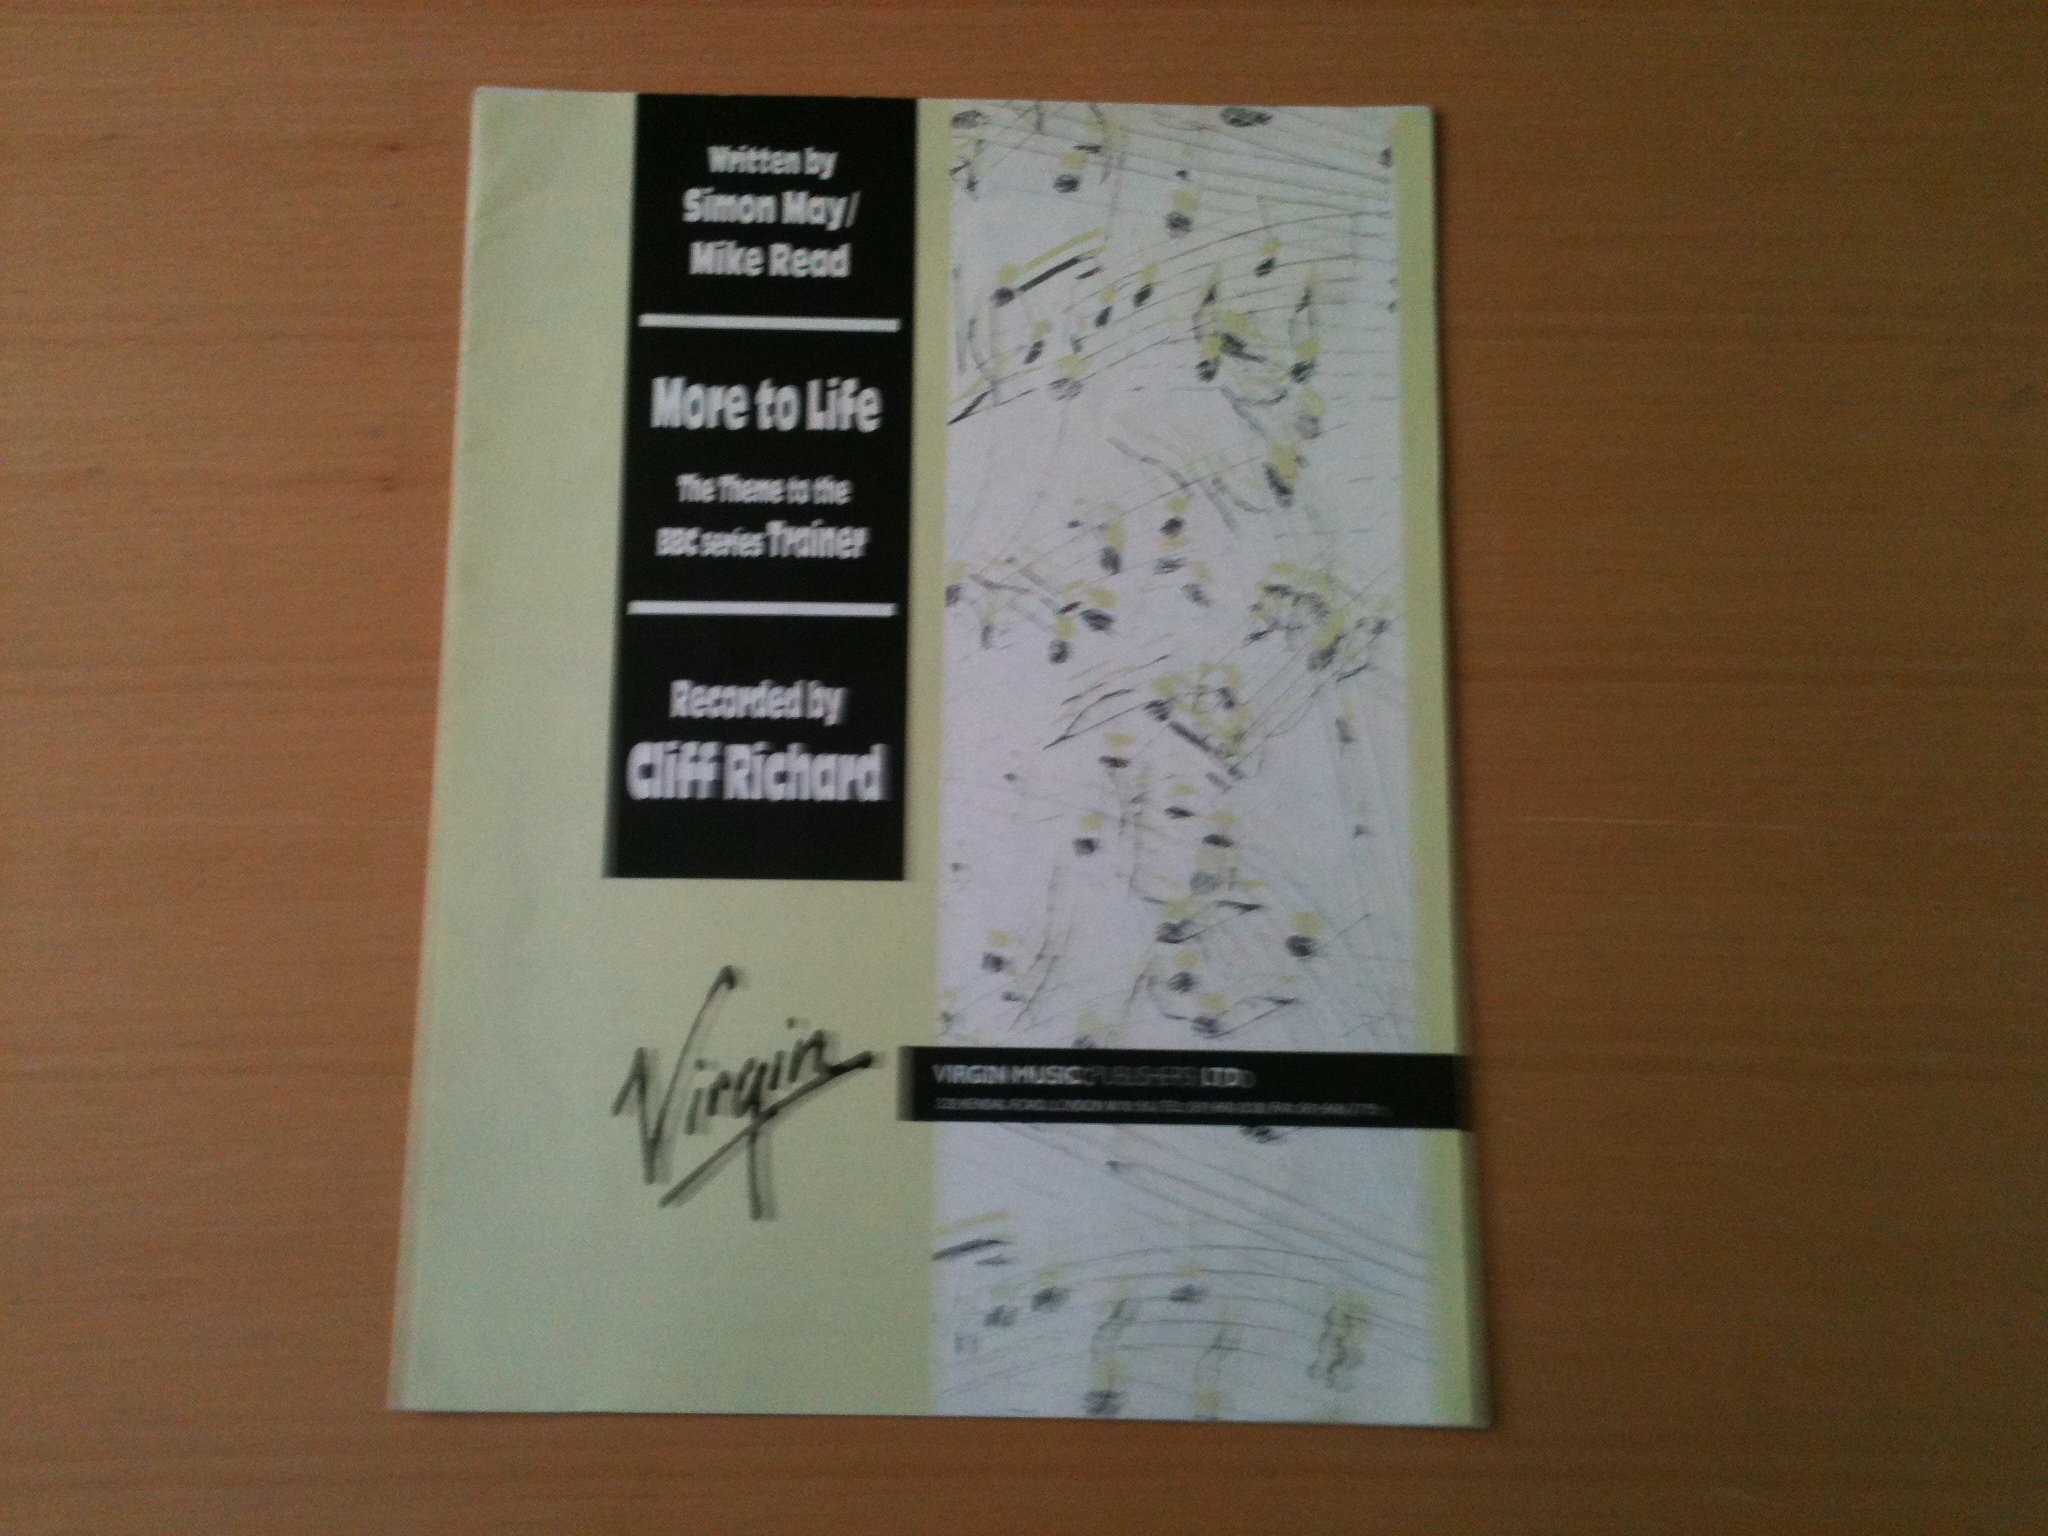 Written by
Simon May/
Mike Read
More to Life
The Theme to the
BBC series Trainer
Recorded by
Cliff Richard
Virgin
VIRGIN MUSIC (PUBLISHERS) LTD
LONDON